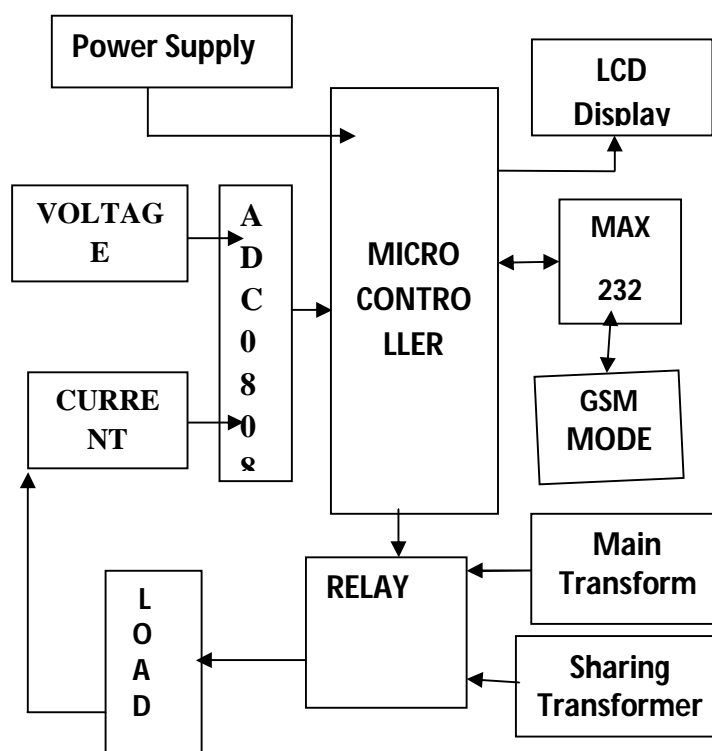 Power Supply
LCD
Display
VOLTAG
E
A
D
C
0
8
0
8
MICRO
CONTRO
LLER
MAX
232
CURRE
NT
GSM
MODE
RELAY
Main
Transform
L
O
A
D
Sharing
Transformer